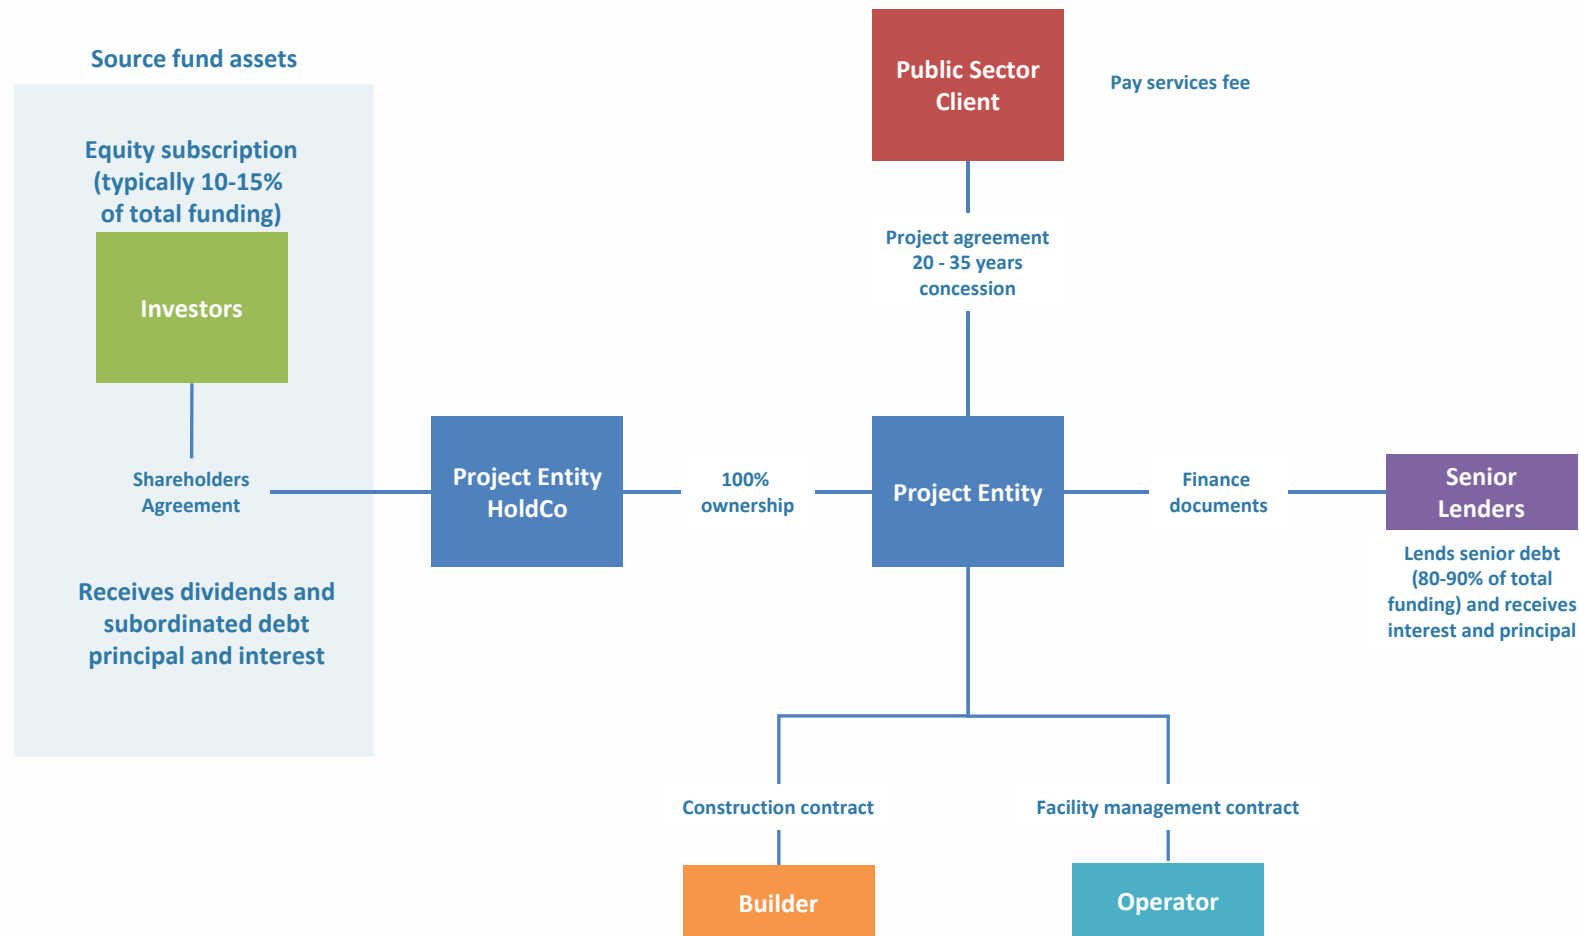 Source fund assets
Equity subscription
(typically 10-15%
of total funding)
Investors
Shareholders
Agreement
Receives dividends and
subordinated debt
principal and interest
Project Entity
HoldCo
100%
ownership
Public Sector
Client
Pay services fee
Project agreement
20 - 35 years
concession
Project Entity
Finance
documents
Senior
Lenders
Lends senior debt
(80-90% of total
funding) and receives
interest and principal
Construction contract
Facility management contract
Builder
Operator